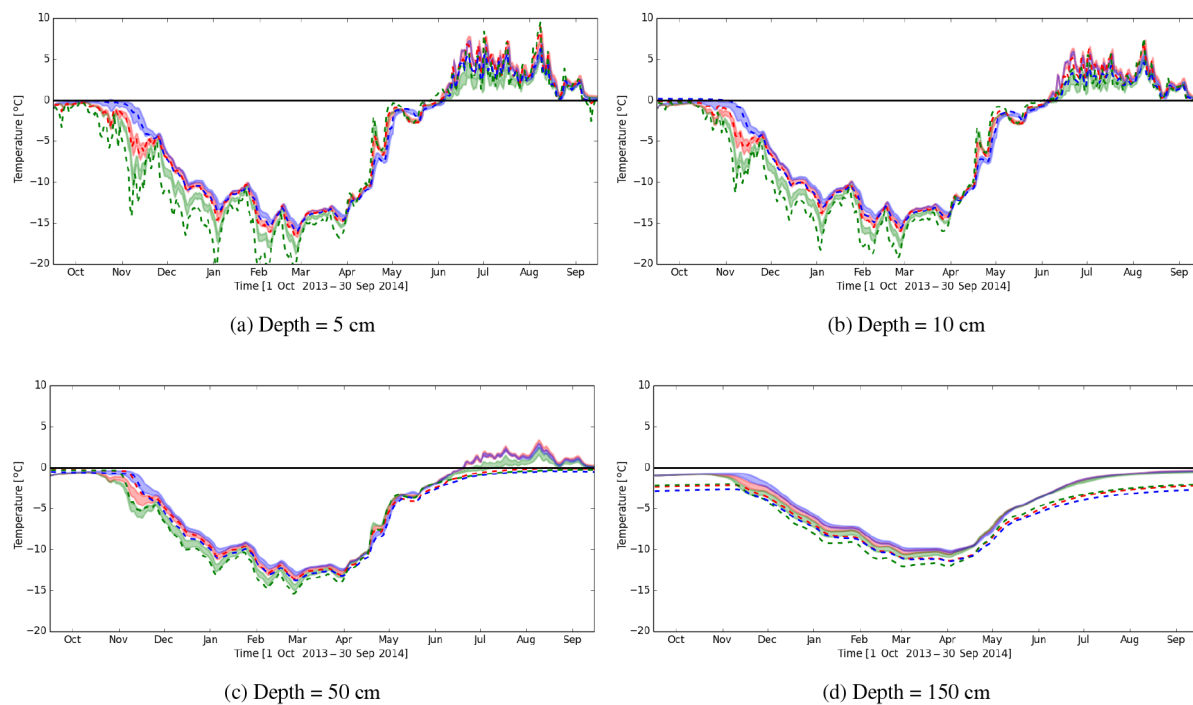 10
5
0
−5
−10
−15
−20
Temperature [°C]
Oct Nov Dec Jan Feb Mar Apr May Jun Jul Aug Sep
Time [1 Oct 2013 − 30 Sep 2014]
(a) Depth = 5 cm
10
5
0
−5
−10
−15
−20
Temperature [°C]
Oct Nov Dec Jan Feb Mar Apr May Jun Jul Aug Sep
Time [1 Oct 2013 − 30 Sep 2014]
(b) Depth = 10 cm
10
5
0
−5
−10
−15
−20
Temperature [°C]
Oct Nov Dec Jan Feb Mar Apr May Jun Jul Aug Sep
Time [1 Oct 2013 − 30 Sep 2014]
(c) Depth = 50 cm
10
5
0
−5
−10
−15
−20
Temperature [°C]
Oct Nov Dec Jan Feb Mar Apr May Jun Jul Aug Sep
Time [1 Oct 2013 − 30 Sep 2014]
(d) Depth = 150 cm